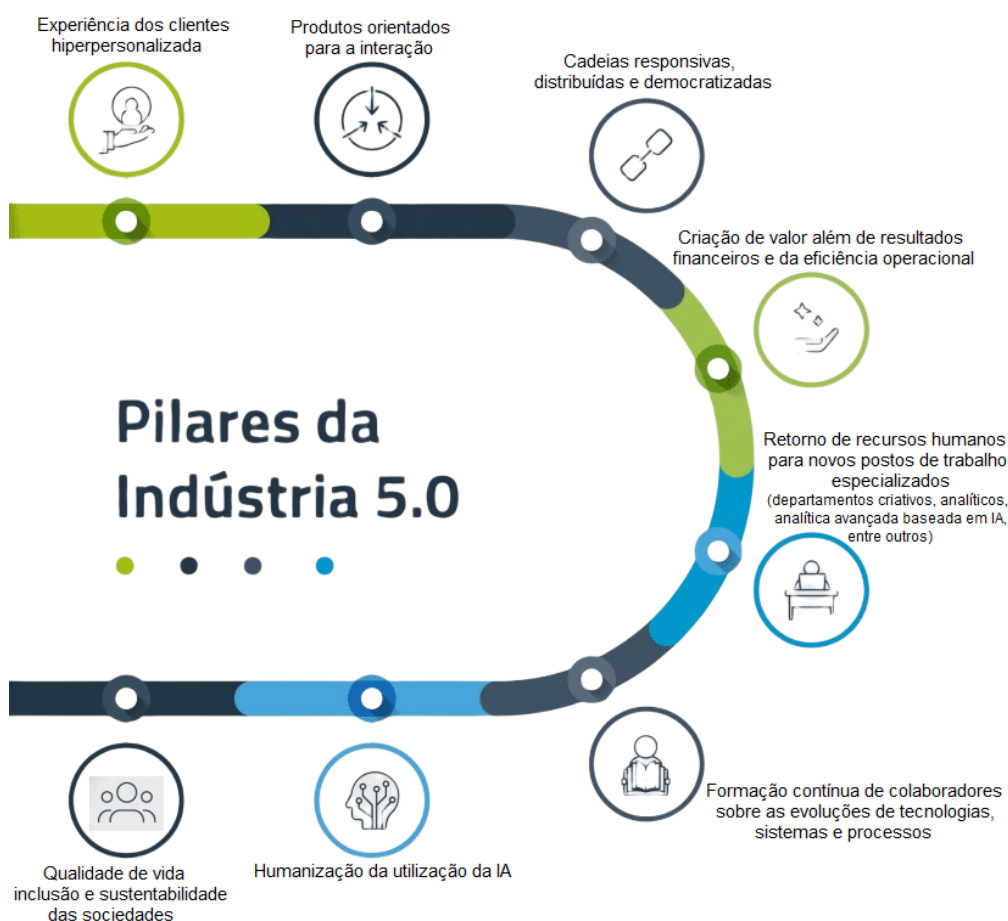 Experiência dos clientes
hiperpersonalizada
Produtos orientados
para a interação
Cadeias responsivas,
distribuídas e democratizadas
Criação de valor além de resultados
financeiros e da eficiência operacional
Pilares da
Indústria 5.0
Retorno de recursos humanos
para novos postos de trabalho
especializados
(departamentos criativos, analíticos,
analítica avançada baseada em IA,
entre outros)
Formação contínua de colaboradores
sobre as evoluções de tecnologias,
sistemas e processos
Humanização da utilização da IA
Qualidade de vida
inclusão e sustentabilidade
das sociedades